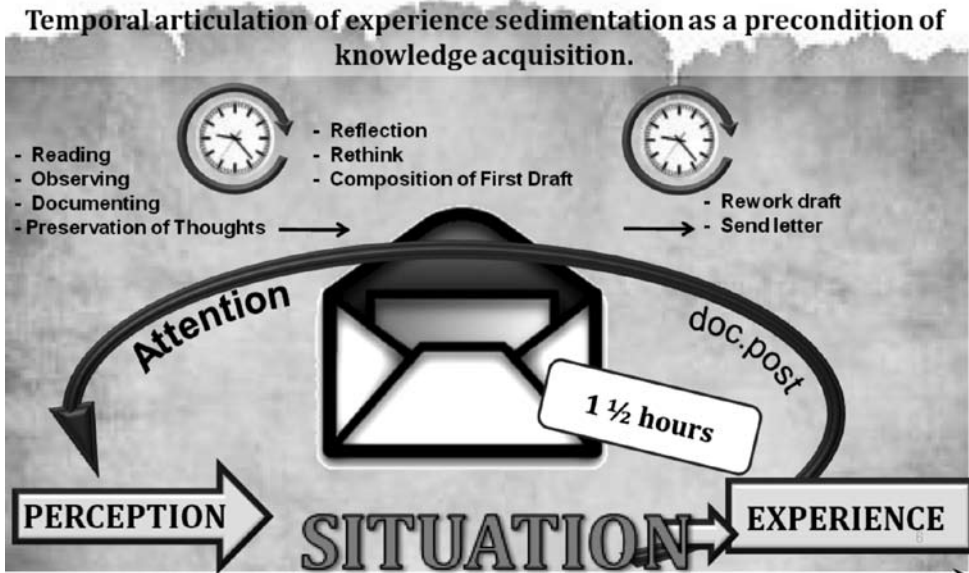 Temporal articulation of experience sedimentation as a precondition of
knowledge acquisition.
- Reading
- Observing
- Documenting
- Preservation of Thoughts
- Reflection
- Rethink
- Composition of First Draft
- Rework draft
- Send letter
Attention
doc.post
1 ½ hours
PERCEPTION
SITUATION
EXPERIENCE
6